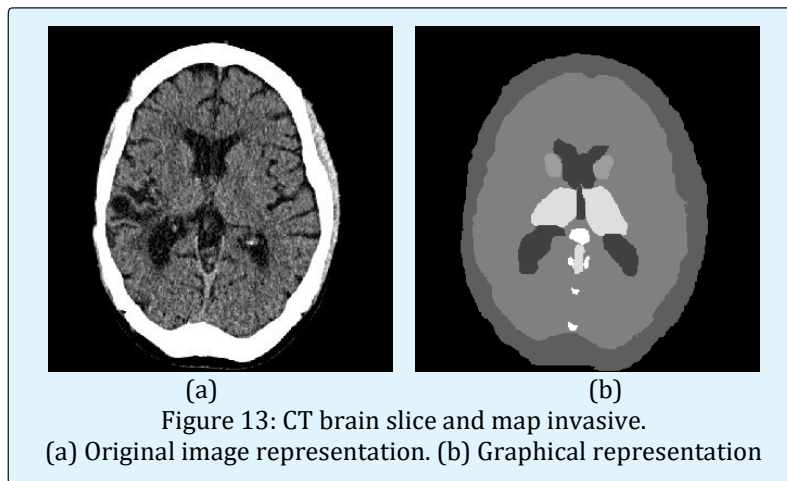 (a) (b)
Figure 13: CT brain slice and map invasive.
(a) Original image representation. (b) Graphical representation